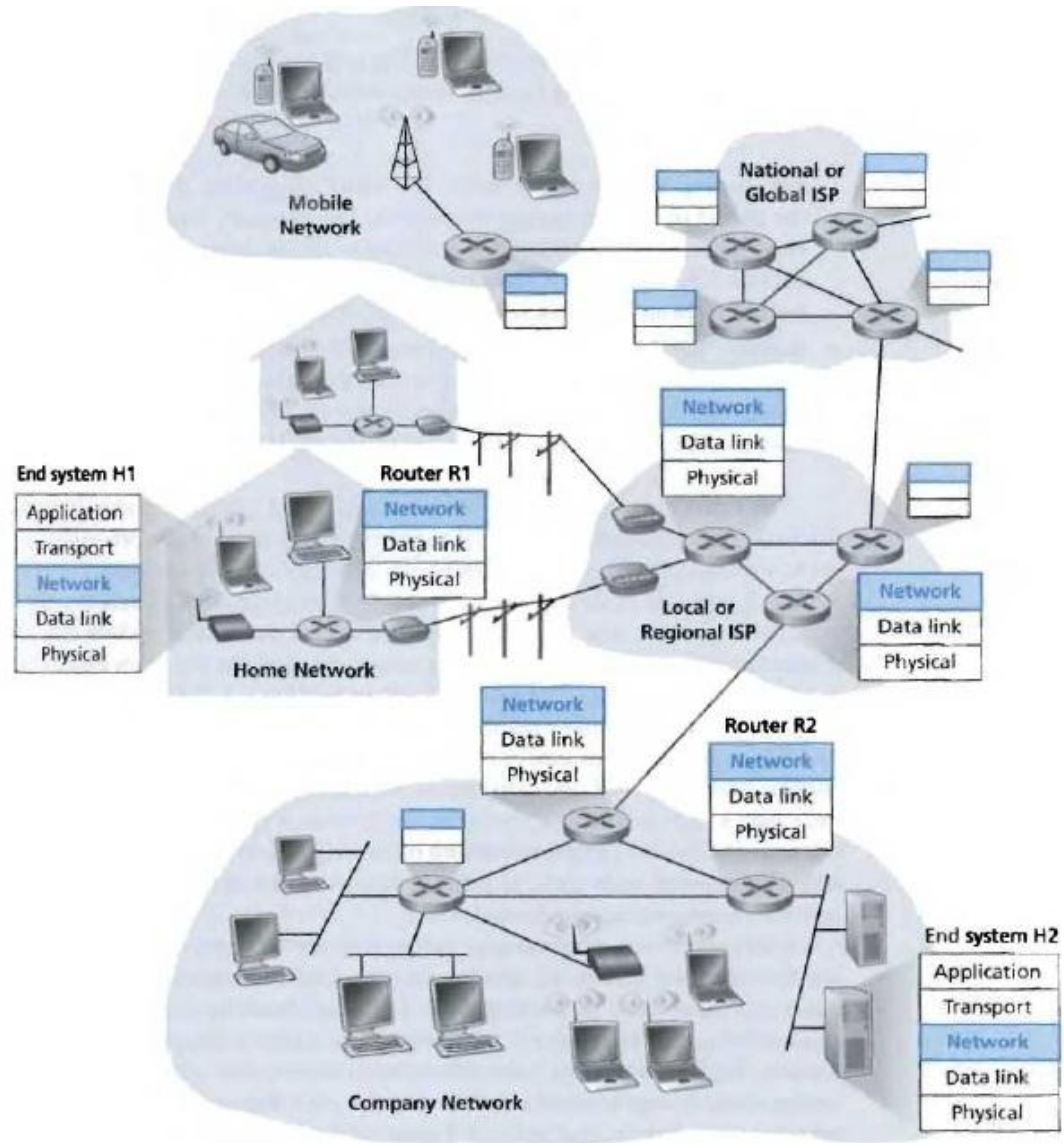 Mobile
Network
National or
Global ISP
Network
Data link
Physical
End system H1
Application
Transport
Network
Data link
Physical
Router R1
Network
Data link
Physical
Home Network
Local or
Regional ISP
Network
Data link
Physical
Network
Data link
Physical
Router R2
Network
Data link
Physical
End system H2
Application
Transport
Network
Data link
Physical
Company Network